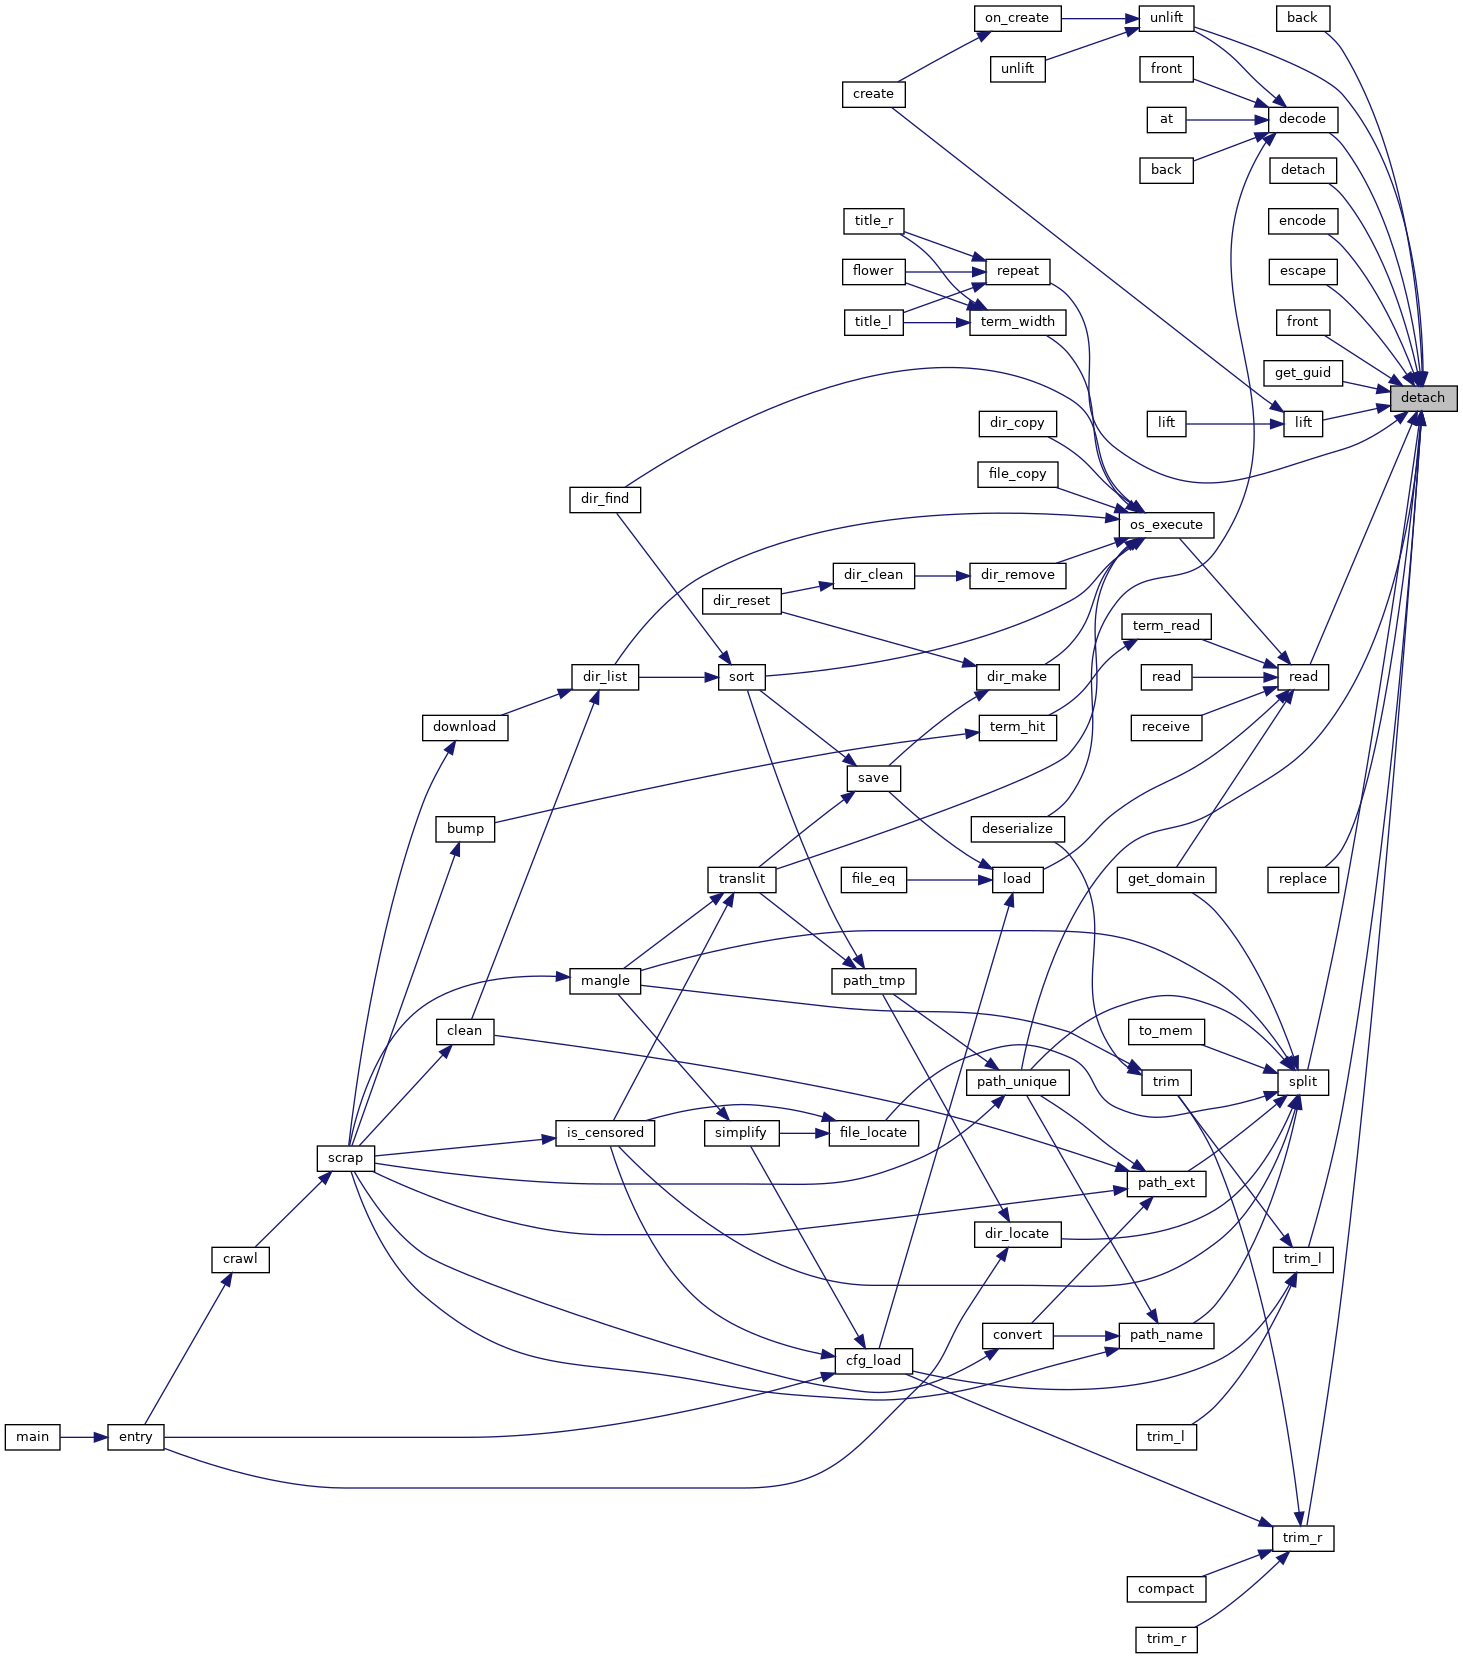 on_create
unlift
back
unlift
front
create
at
decode
back
detach
title_r
encode
flower
repeat
escape
title_l
term_width
front
get_guid
detach
dir_copy
lift
lift
file_copy
dir_find
os_execute
dir_clean
dir_remove
dir_reset
term_read
dir_list
sort
dir_make
read
read
download
term_hit
receive
save
bump
deserialize
translit
file_eq
load
get_domain
replace
mangle
path_tmp
clean
to_mem
path_unique
trim
split
is_censored
simplify
file_locate
scrap
path_ext
dir_locate
crawl
trim_l
convert
path_name
cfg_load
main
entry
trim_l
trim_r
compact
trim_r